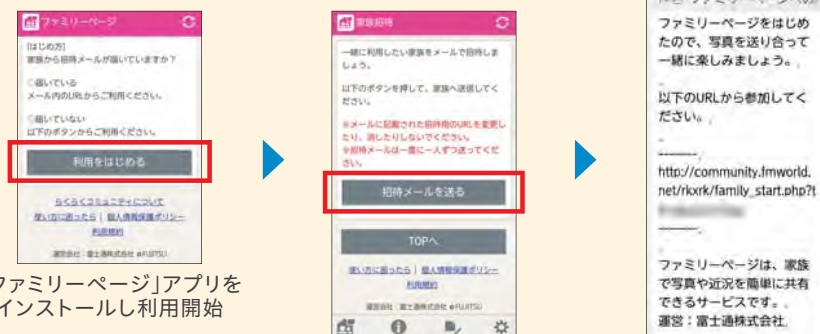 ファミリーページ
[はじめ方]
家族から招待メールが届いていますか？
○届いている
メール内のURLからご利用ください。
○届いていない
以下のボタンからご利用ください。
利用をはじめる
らくらくコミュニティについて
使い方に困ったら | 個人情報保護ポリシー
利用規約
運営会社：富士通株式会社 ©FUJITSU
ファミリーページ」アプリを
インストールし利用開始
家族招待
一緒に利用したい家族をメールで招待しま
しょう。
以下のボタンを押して、家族へ送信してく
ださい。
※メールに記載された招待用のURLを変更し
たり、消したりしないでください。
※招待メールは一度に一人ずつ送ってくだ
さい。
招待メールを送る
TOPへ
使い方に困ったら | 個人情報保護ポリシー
利用規約
運営会社：富士通株式会社 ©FUJITSU
ファミリーページをはじめ
たので、写真を送り合って
一緒に楽しみましょう。
以下のURLから参加してく
ださい。
---------
http://community.fmworld.
net/rkxrk/family_start.php?t
---------
ファミリーページは、家族
で写真や近況を簡単に共有
できるサービスです。
運営：富士通株式会社